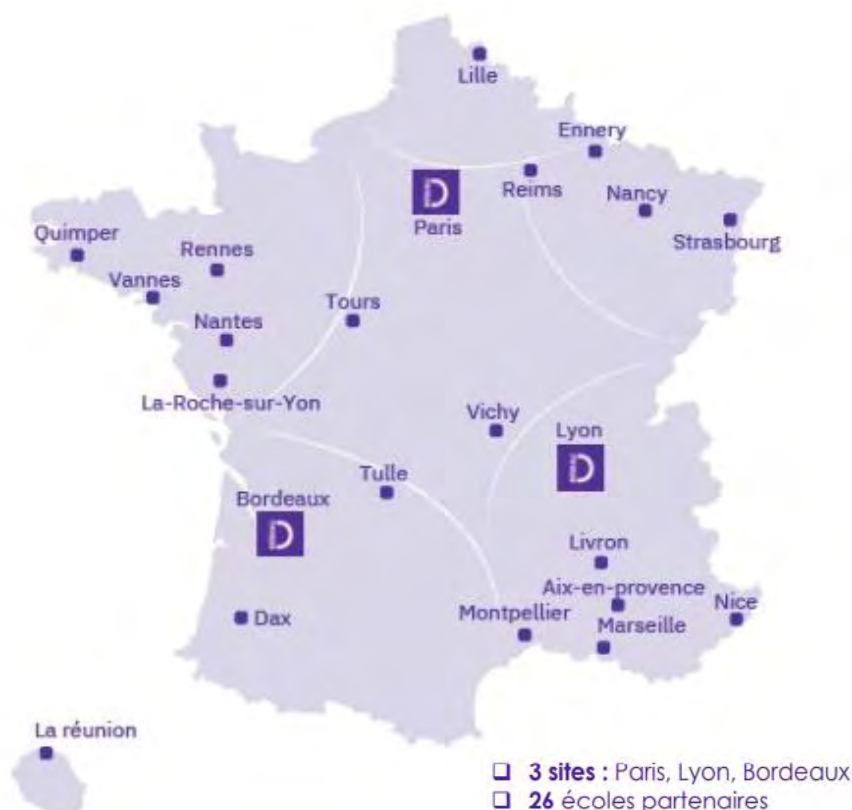 Lille
Ennery
Reims
Nancy
Paris
Strasbourg
Quimper
Rennes
Vannes
Tours
Nantes
La-Roche-sur-Yon
Vichy
Lyon
Tulle
Bordeaux
Livron
Aix-en-provence
Nice
Montpellier
Marseille
Dax
La réunion
3 sites : Paris, Lyon, Bordeaux
26 écoles partenaires